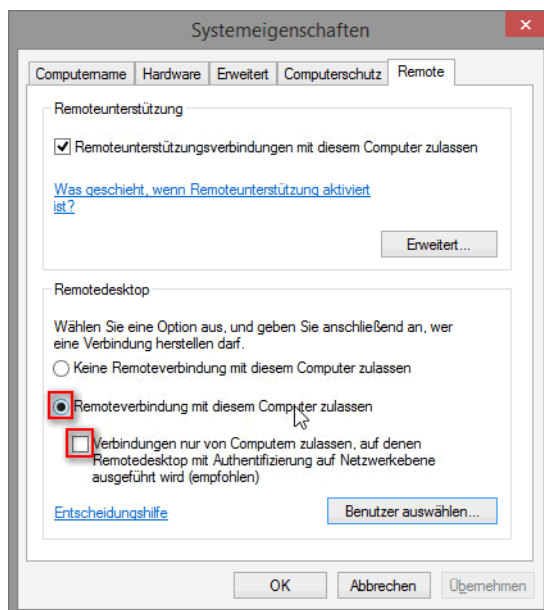 Systemeigenschaften
Computername Hardware Erweitert Computerschutz Remote
Remoteunterstützung
Remoteunterstützungsverbindungen mit diesem Computer zulassen
Was geschieht, wenn Remoteunterstützung aktiviert
ist?
Erweitert...
Remotedesktop
Wählen Sie eine Option aus, und geben Sie anschließend an, wer
eine Verbindung herstellen darf.
Keine Remoteverbindung mit diesem Computer zulassen
Remoteverbindung mit diesem Computer zulassen
Verbindungen nur von Computern zulassen, auf denen
Remotedesktop mit Authentifizierung auf Netzwerkebene
ausgeführt wird (empfohlen)
Entscheidungshilfe
Benutzer auswählen...
OK Abbrechen Übernehmen